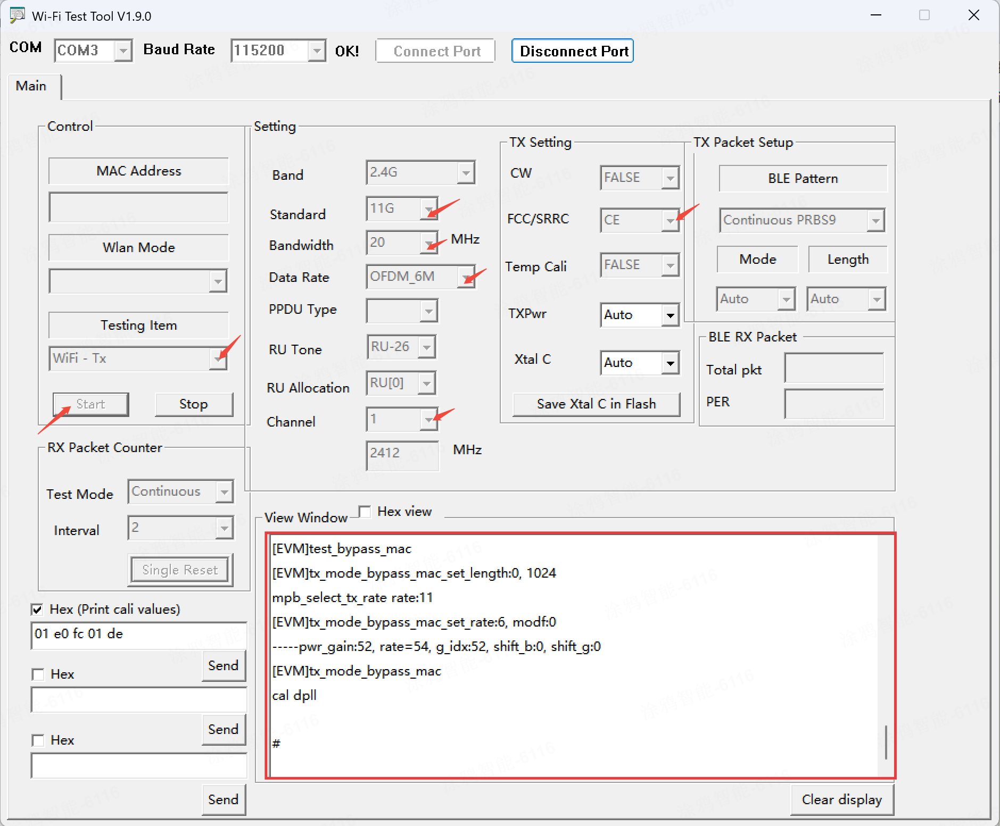 Wi-Fi Test Tool V1.9.0
COM COM3 Baud Rate 115200 OK! Connect Port Disconnect Port
Main
Control
MAC Address
Wlan Mode
Testing Item
WiFi - Tx
Start Stop
Setting
Band 2.4G
Standard 11G
Bandwidth 20 MHz
Data Rate OFDM_6M
PPDU Type
RU Tone RU-26
RU Allocation RU[0]
Channel 1
2412 MHz
TX Setting
CW FALSE
FCC/SRRC CE
Temp Cali FALSE
TXPwr Auto
Xtal C Auto
Save Xtal C in Flash
TX Packet Setup
BLE Pattern
Continuous PRBS9
Mode Length
Auto Auto
BLE RX Packet
Total pkt
PER
RX Packet Counter
Test Mode Continuous
Interval 2
Single Reset
Hex (Print cali values)
01 e0 fc 01 de
Send
Hex
Send
Hex
Send
View Window Hex view
[EVM]test_bypass_mac
[EVM]tx_mode_bypass_mac_set_length:0, 1024
mpb_select_tx_rate rate:11
[EVM]tx_mode_bypass_mac_set_rate:6, modf:0
-----pwr_gain:52, rate=54, g_idx:52, shift_b:0, shift_g:0
[EVM]tx_mode_bypass_mac
cal dpll
#
Clear display
涂鸦智能-6116